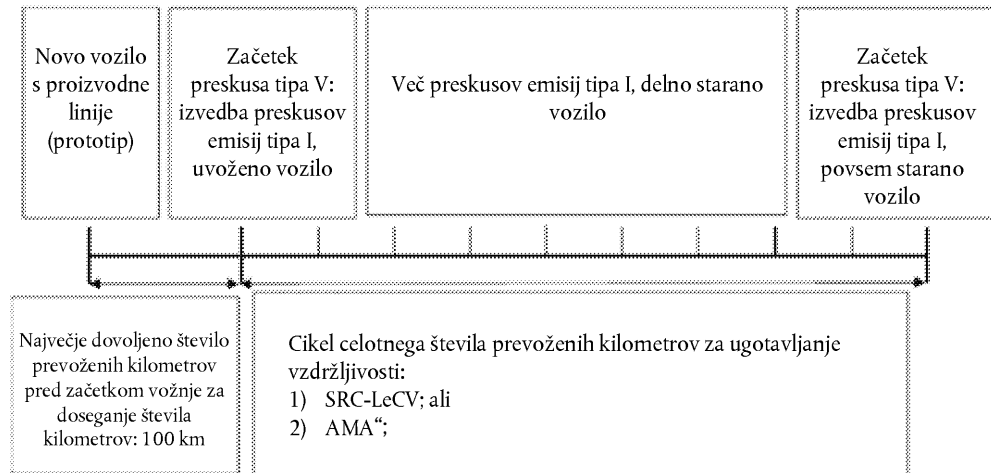 Novo vozilo
s proizvodne
linije
(prototip)
Začetek
preskusa tipa V:
izvedba preskusov
emisij tipa I,
uvoženo vozilo
Več preskusov emisij tipa I, delno starano
vozilo
Začetek
preskusa tipa V:
izvedba preskusov
emisij tipa I,
povsem starano
vozilo
Največje dovoljeno število
prevoženih kilometrov
pred začetkom vožnje za
doseganje števila
kilometrov: 100 km
Cikel celotnega števila prevoženih kilometrov za ugotavljanje
vzdržljivosti:
1) SRC-LeCV; ali
2) AMA“;